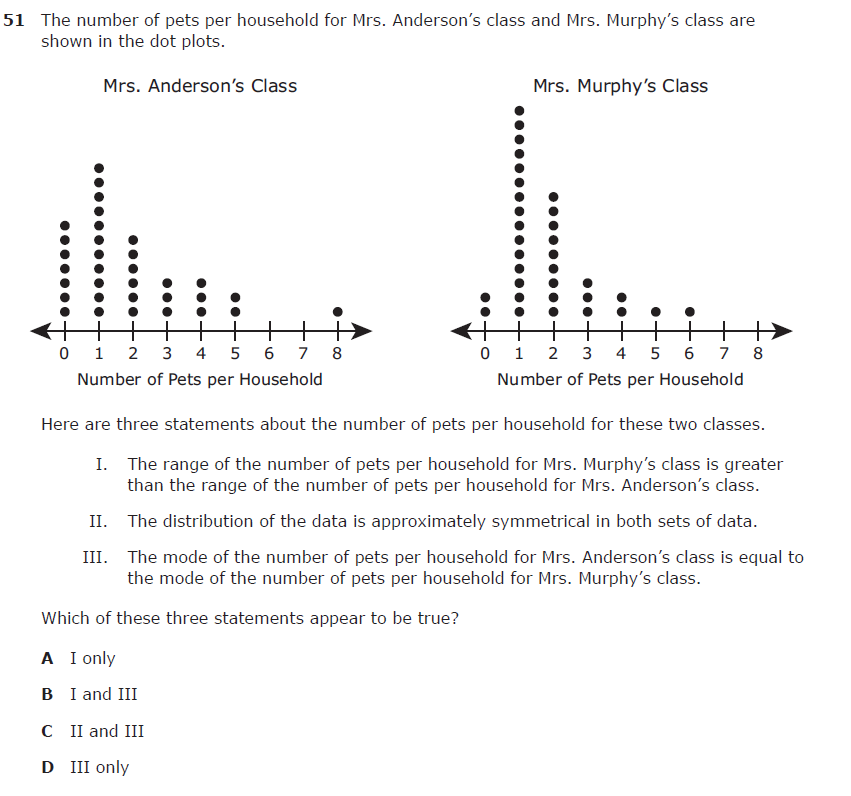 51 The number of pets per household for Mrs. Anderson’s class and Mrs. Murphy’s class are
shown in the dot plots.
Mrs. Anderson’s Class
0 1 2 3 4 5 6 7 8
Number of Pets per Household
Mrs. Murphy’s Class
0 1 2 3 4 5 6 7 8
Number of Pets per Household
Here are three statements about the number of pets per household for these two classes.
I. The range of the number of pets per household for Mrs. Murphy’s class is greater
than the range of the number of pets per household for Mrs. Anderson’s class.
II. The distribution of the data is approximately symmetrical in both sets of data.
III. The mode of the number of pets per household for Mrs. Anderson’s class is equal to
the mode of the number of pets per household for Mrs. Murphy’s class.
Which of these three statements appear to be true?
A I only
B I and III
C II and III
D III only